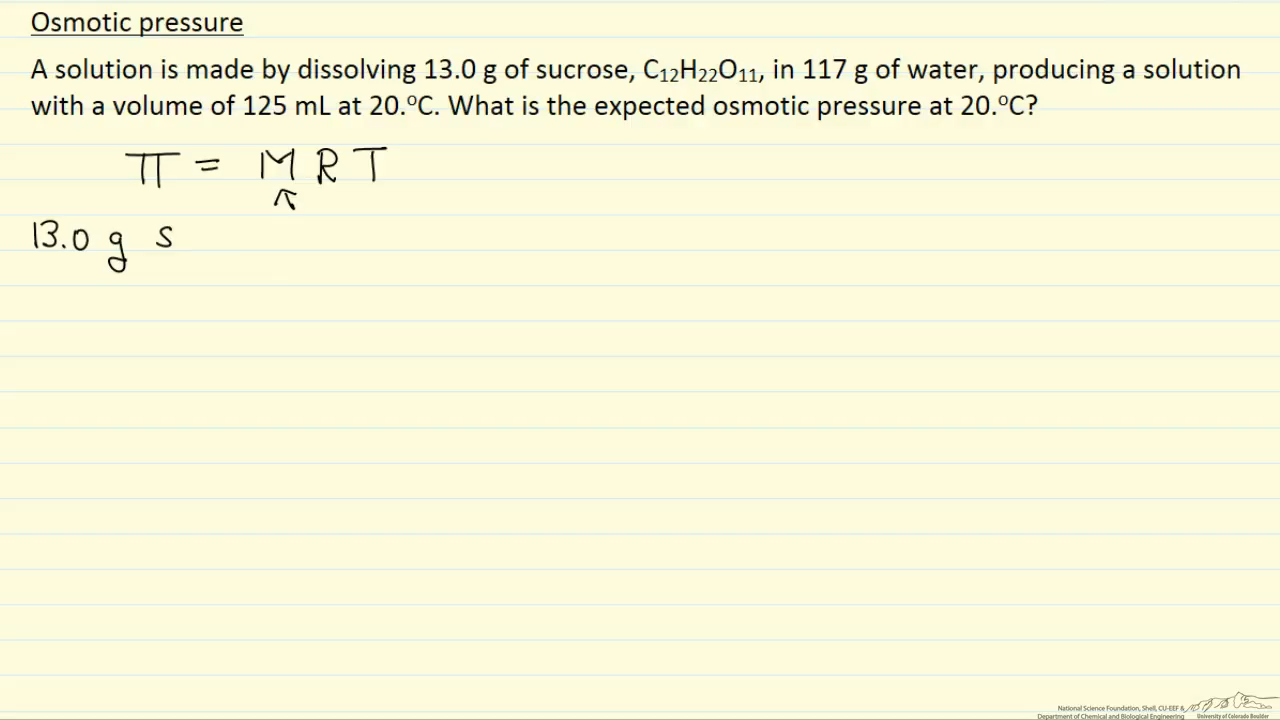 Osmotic pressure
A solution is made by dissolving 13.0 g of sucrose, C₁₂H₂₂O₁₁, in 117 g of water, producing a solution
with a volume of 125 mL at 20.ºC. What is the expected osmotic pressure at 20.ºC?
π = M R T
13.0 g s
National Science Foundation, Shell, CU-EEF &
Department of Chemical and Biological Engineering
University of Colorado Boulder